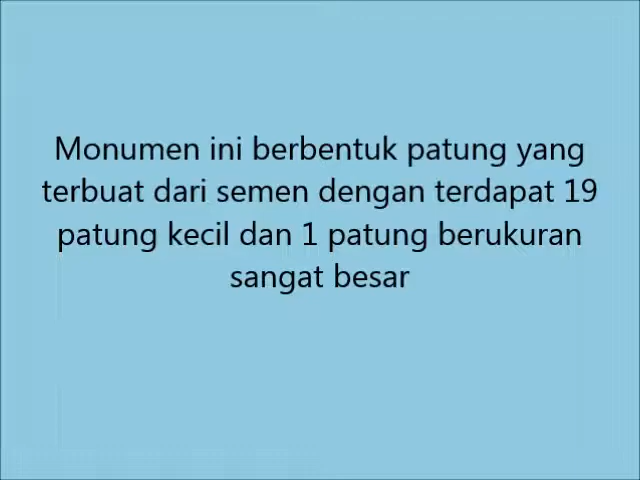 Monumen ini berbentuk patung yang
terbuat dari semen dengan terdapat 19
patung kecil dan 1 patung berukuran
sangat besar